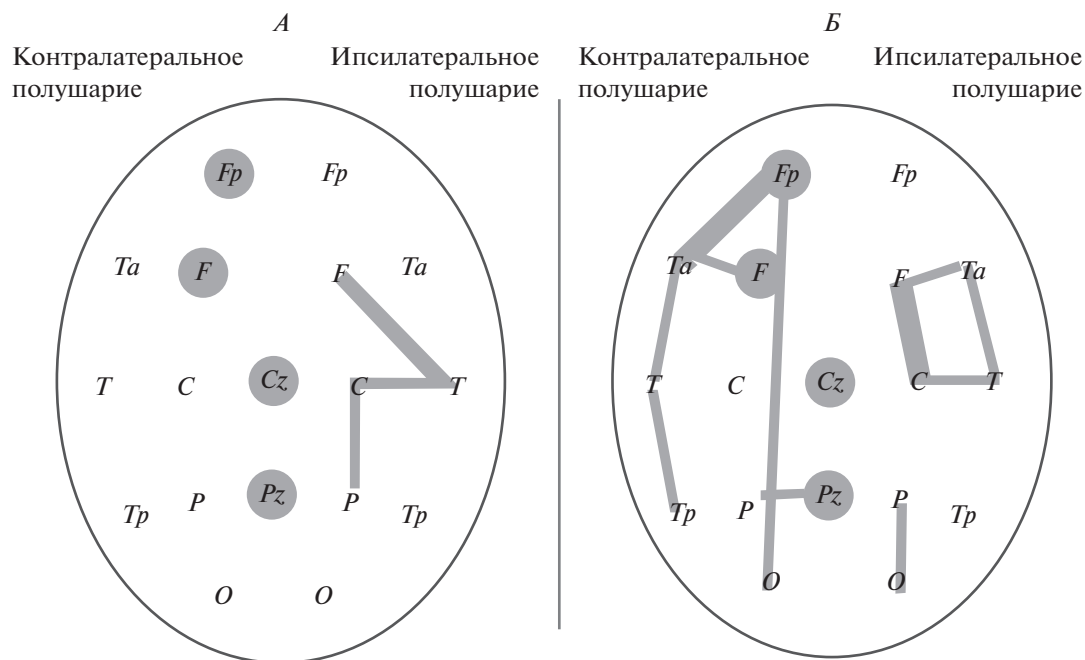 А
Контралатеральное
полушарие
Ипсилатеральное
полушарие
Fp Fp
Ta F F Ta
T C Cz C T
Tp P Pz P Tp
O O
Б
Контралатеральное
полушарие
Ипсилатеральное
полушарие
Fp Fp
Ta F F Ta
T C Cz C T
Tp P Pz P Tp
O O